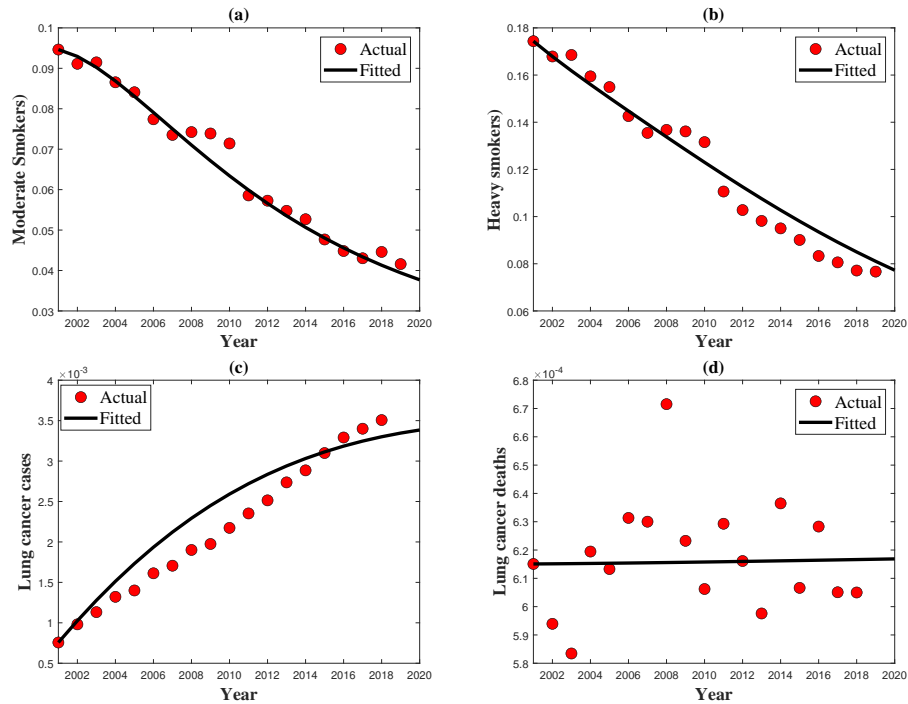 (a)
0.1
0.09
0.08
0.07
0.06
0.05
0.04
0.03
Moderate Smokers)
Actual
Fitted
2002 2004 2006 2008 2010 2012 2014 2016 2018 2020
Year
(b)
0.18
0.16
0.14
0.12
0.1
0.08
0.06
Heavy smokers)
Actual
Fitted
2002 2004 2006 2008 2010 2012 2014 2016 2018 2020
Year
(c)
×10⁻³
4
3.5
3
2.5
2
1.5
1
0.5
Lung cancer cases
Actual
Fitted
2002 2004 2006 2008 2010 2012 2014 2016 2018 2020
Year
(d)
×10⁻⁴
6.8
6.7
6.6
6.5
6.4
6.3
6.2
6.1
6
5.9
5.8
Lung cancer deaths
Actual
Fitted
2002 2004 2006 2008 2010 2012 2014 2016 2018 2020
Year